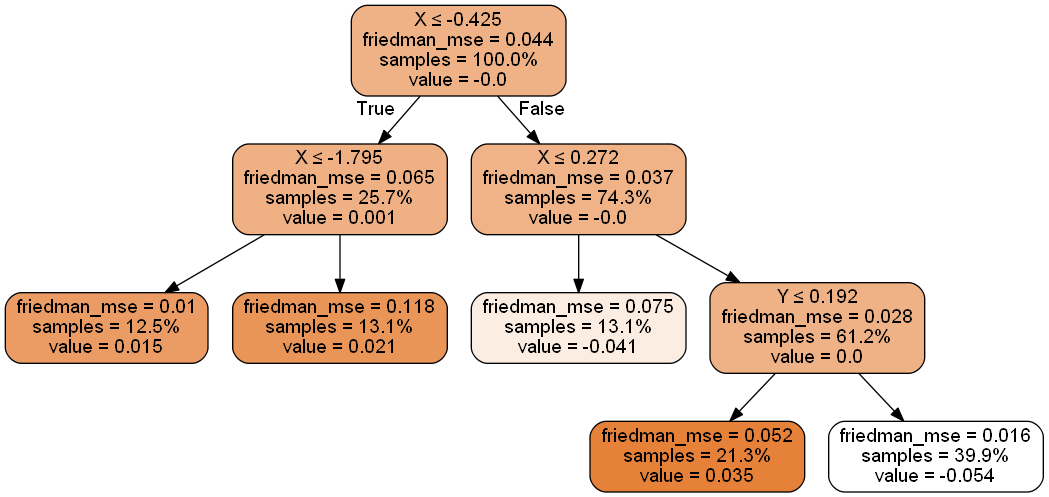 X ≤ -0.425
friedman_mse = 0.044
samples = 100.0%
value = -0.0
True
False
X ≤ -1.795
friedman_mse = 0.065
samples = 25.7%
value = 0.001
X ≤ 0.272
friedman_mse = 0.037
samples = 74.3%
value = -0.0
friedman_mse = 0.01
samples = 12.5%
value = 0.015
friedman_mse = 0.118
samples = 13.1%
value = 0.021
friedman_mse = 0.075
samples = 13.1%
value = -0.041
Y ≤ 0.192
friedman_mse = 0.028
samples = 61.2%
value = 0.0
friedman_mse = 0.052
samples = 21.3%
value = 0.035
friedman_mse = 0.016
samples = 39.9%
value = -0.054